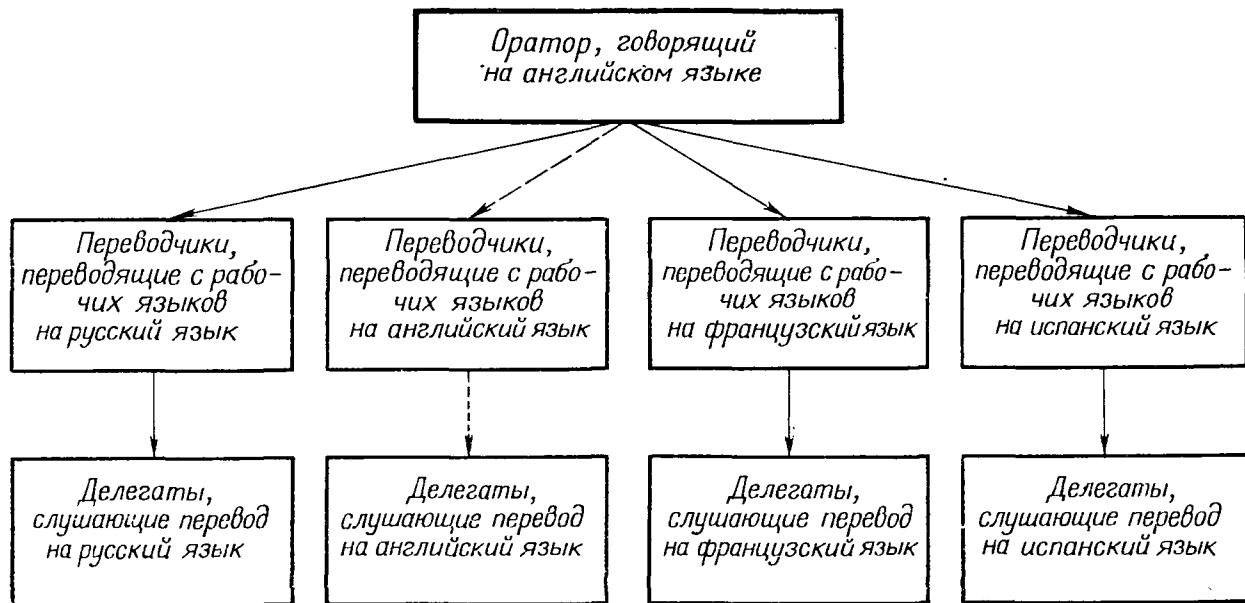 Оратор, говорящий
на английском языке
Переводчики,
переводящие с рабо-
чих языков
на русский язык
Переводчики,
переводящие с рабо-
чих языков
на английский язык
Переводчики,
переводящие с рабо-
чих языков
на французский язык
Переводчики,
переводящие с рабо-
чих языков
на испанский язык
Делегаты,
слушающие перевод
на русский язык
Делегаты,
слушающие перевод
на английский язык
Делегаты,
слушающие перевод
на французский язык
Делегаты,
слушающие перевод
на испанский язык